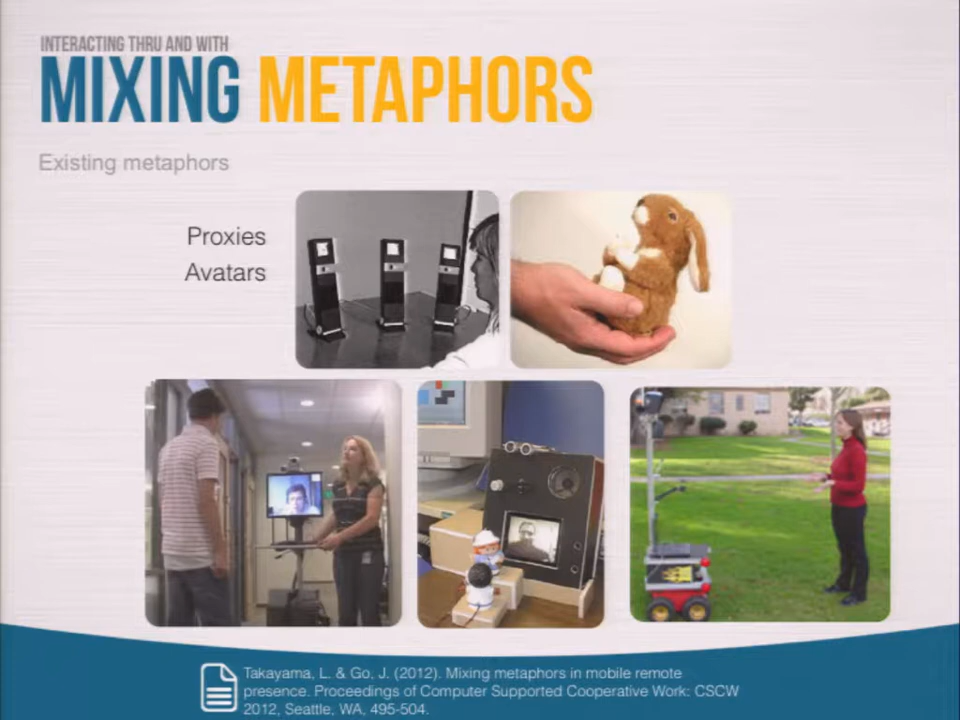 INTERACTING THRU AND WITH
MIXING METAPHORS
Existing metaphors
Proxies
Avatars
Takayama, L. & Go, J. (2012). Mixing metaphors in mobile remote
presence. Proceedings of Computer Supported Cooperative Work: CSCW
2012, Seattle, WA, 495-504.